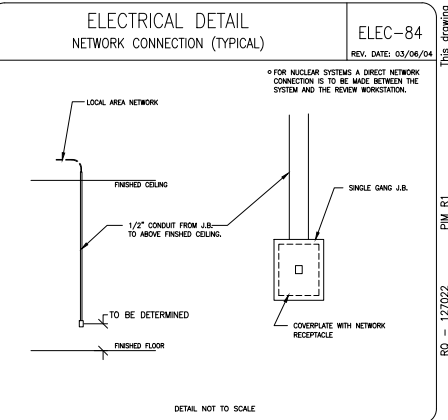 ELECTRICAL DETAIL
NETWORK CONNECTION (TYPICAL)
ELEC-84
REV. DATE: 03/06/04
○ FOR NUCLEAR SYSTEMS A DIRECT NETWORK
CONNECTION IS TO BE MADE BETWEEN THE
SYSTEM AND THE REVIEW WORKSTATION.
LOCAL AREA NETWORK
FINISHED CEILING
SINGLE GANG J.B.
1/2" CONDUIT FROM J.B.
TO ABOVE FINSHED CEILING.
TO BE DETERMINED
COVERPLATE WITH NETWORK
RECEPTACLE
FINISHED FLOOR
DETAIL NOT TO SCALE
This drawing
PIM R1
RQ - 127022